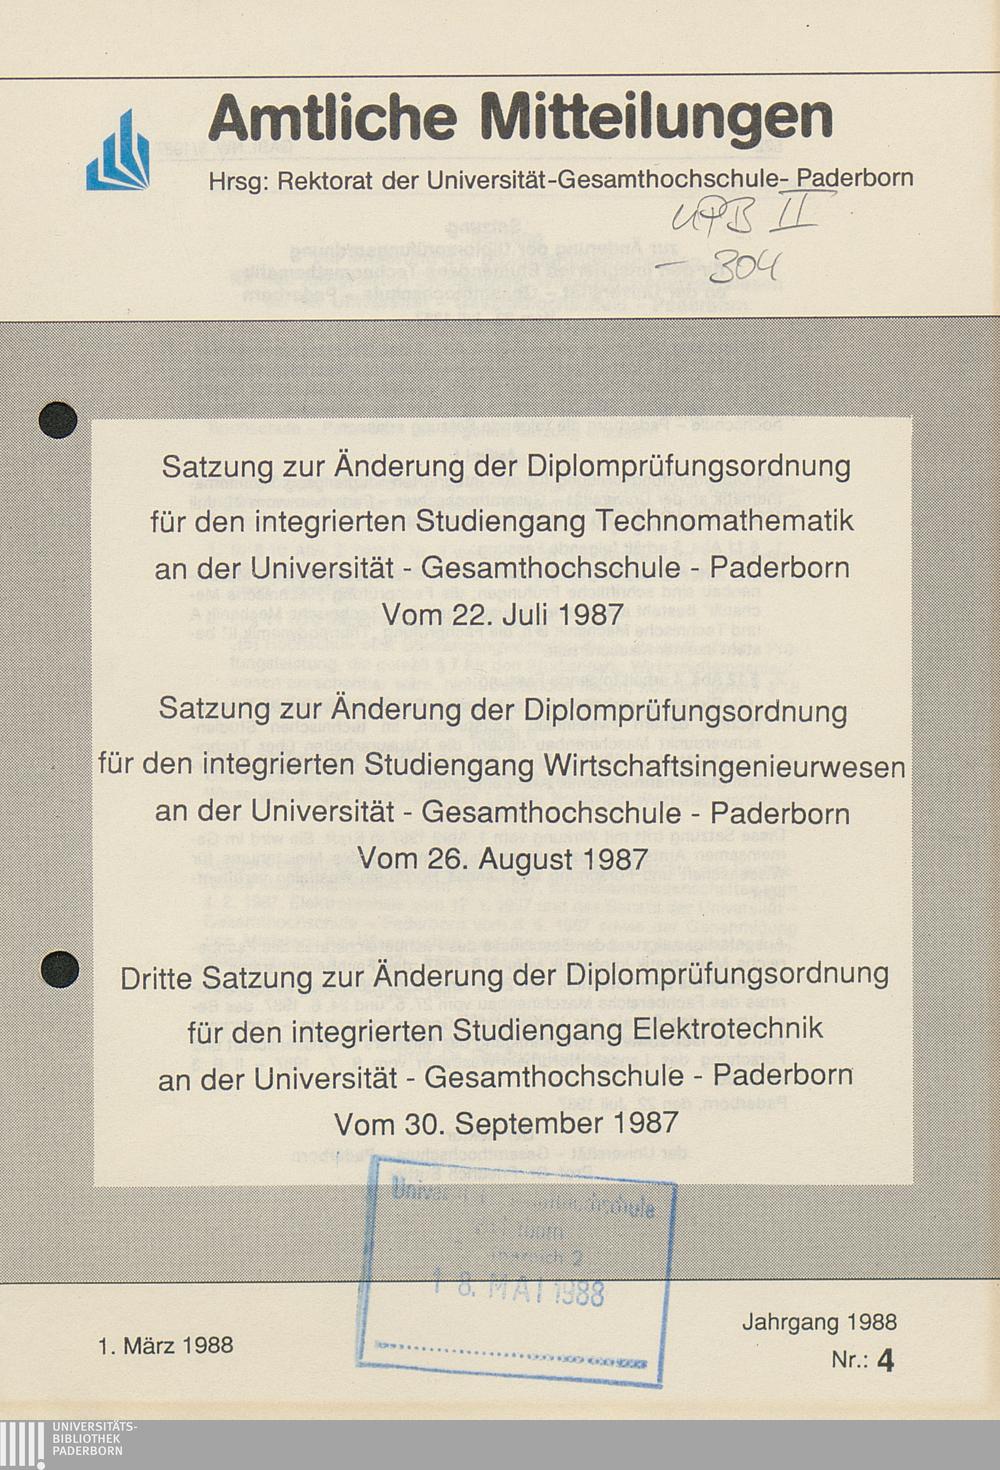 Amtliche Mitteilungen
Hrsg: Rektorat der Universität-Gesamthochschule- Paderborn
UPB II
- 304
Satzung zur Änderung der Diplomprüfungsordnung
für den integrierten Studiengang Technomathematik
an der Universität - Gesamthochschule - Paderborn
Vom 22. Juli 1987
Satzung zur Änderung der Diplomprüfungsordnung
für den integrierten Studiengang Wirtschaftsingenieurwesen
an der Universität - Gesamthochschule - Paderborn
Vom 26. August 1987
Dritte Satzung zur Änderung der Diplomprüfungsordnung
für den integrierten Studiengang Elektrotechnik
an der Universität - Gesamthochschule - Paderborn
Vom 30. September 1987
18. MAI 1988
1. März 1988
Jahrgang 1988
Nr.: 4
UNIVERSITÄTS-
BIBLIOTHEK
PADERBORN